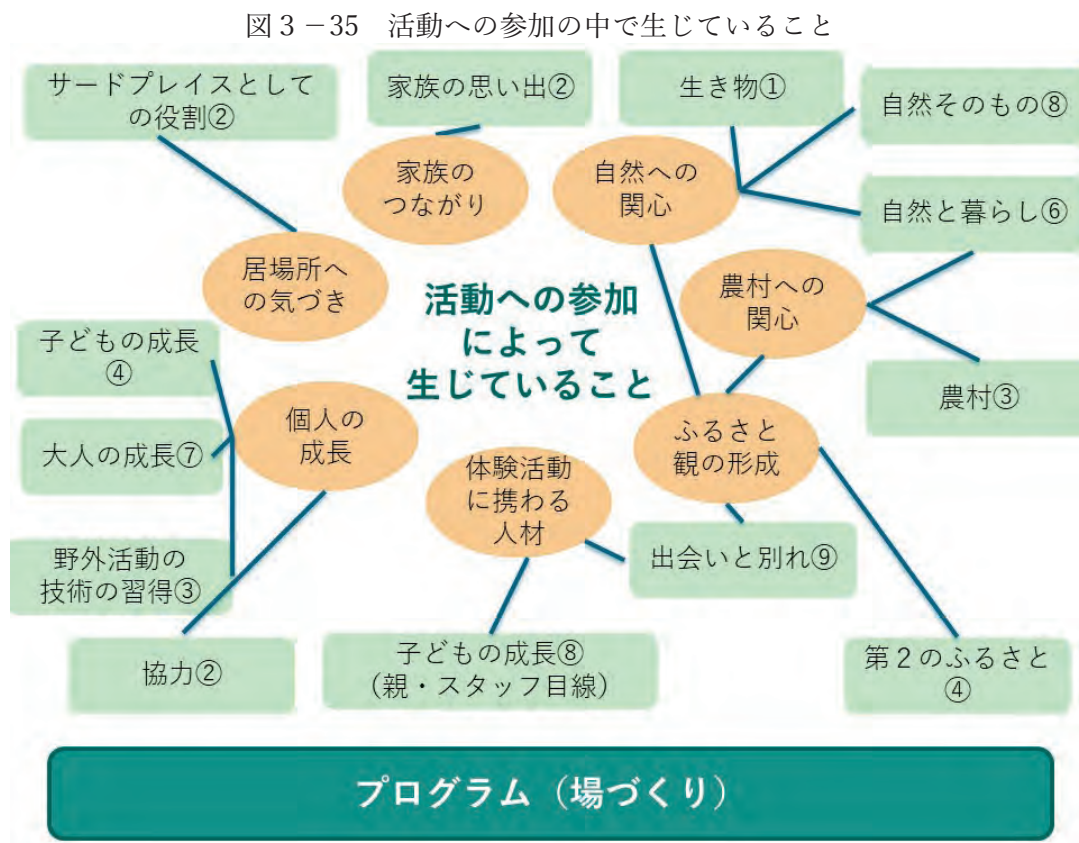 図3－35　活動への参加の中で生じていること
サードプレイスとして
の役割②
家族の思い出②
生き物①
自然そのもの⑧
家族の
つながり
自然への
関心
自然と暮らし⑥
居場所へ
の気づき
活動への参加
によって
生じていること
農村への
関心
子どもの成長
④
農村③
個人の
成長
ふるさと
観の形成
大人の成長⑦
体験活動
に携わる
人材
野外活動の
技術の習得③
出会いと別れ⑨
協力②
子どもの成長⑧
（親・スタッフ目線）
第２のふるさと
④
プログラム（場づくり）